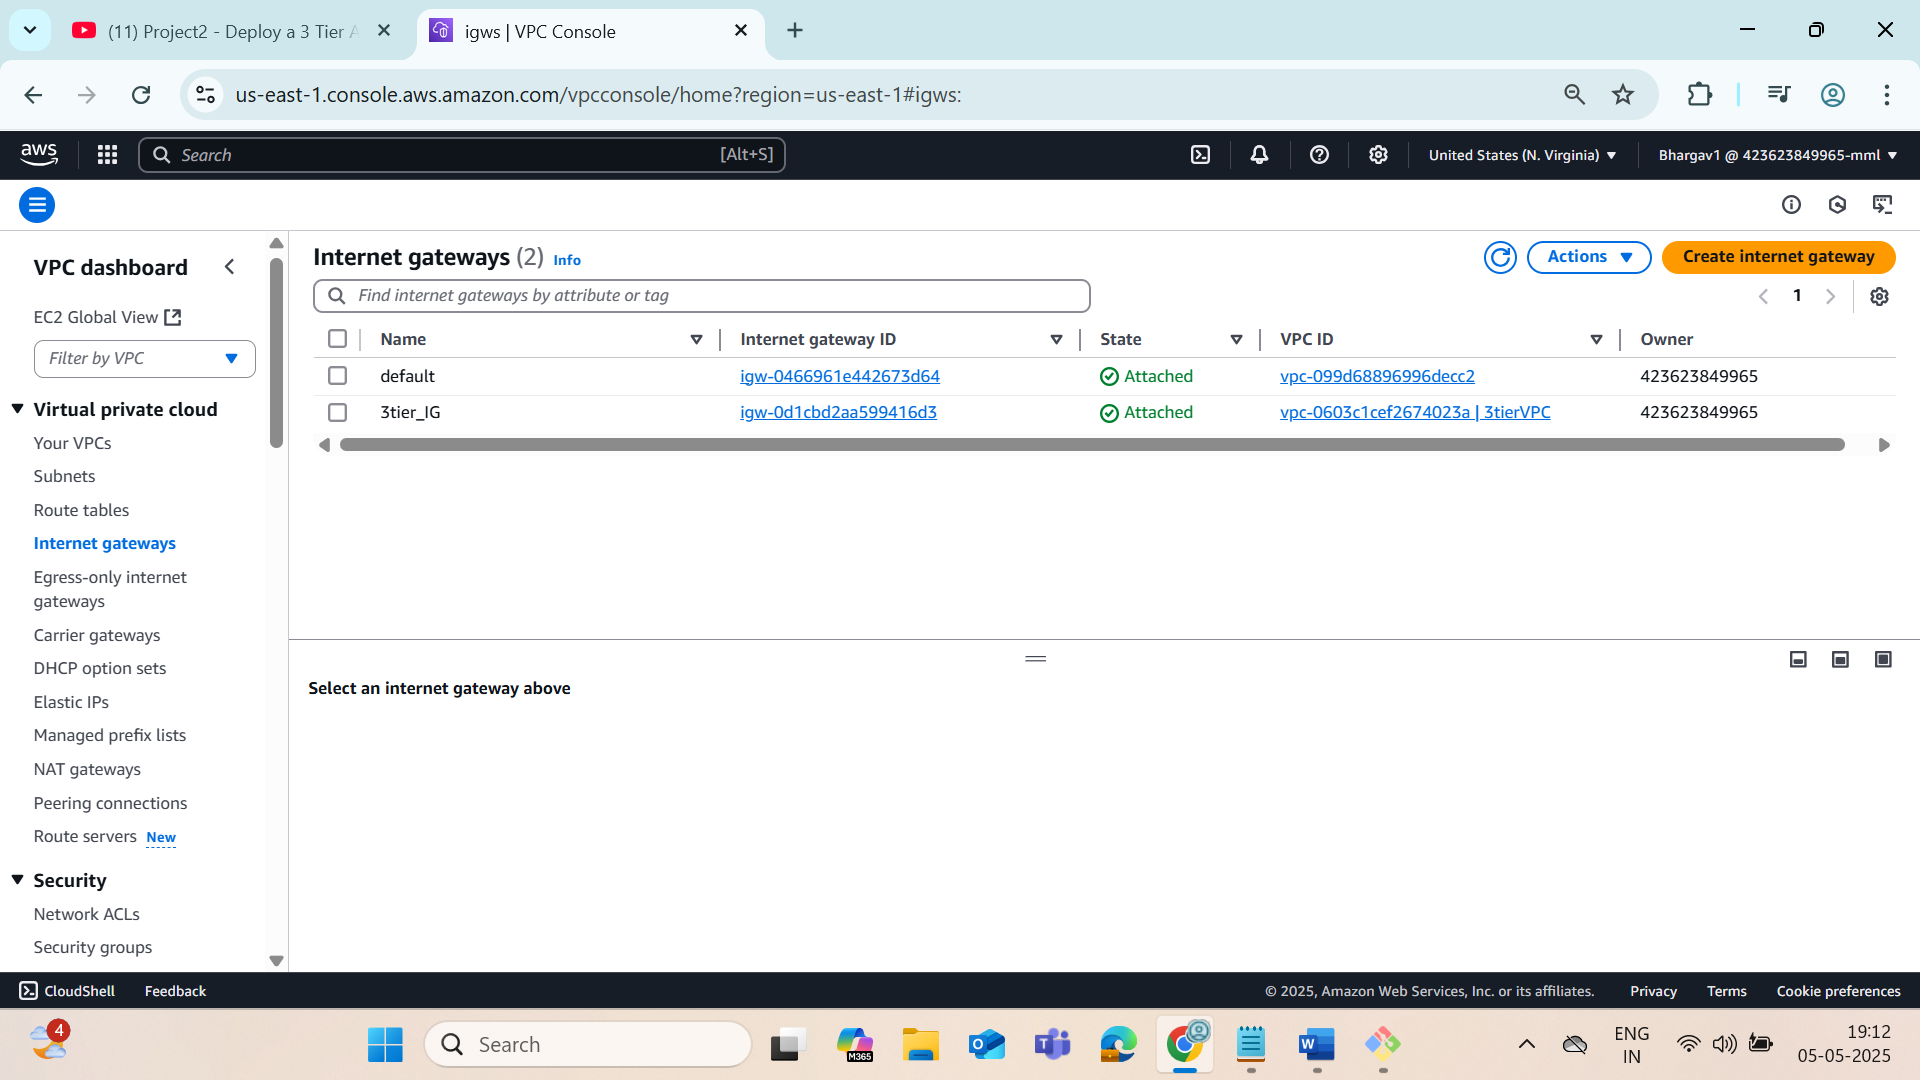 (11) Project2 - Deploy a 3 Tier A
igws | VPC Console
us-east-1.console.aws.amazon.com/vpcconsole/home?region=us-east-1#igws:
aws
Search
[Alt+S]
United States (N. Virginia)
Bhargav1 @ 423623849965-mml
VPC dashboard
EC2 Global View
Filter by VPC
Virtual private cloud
Your VPCs
Subnets
Route tables
Internet gateways
Egress-only internet
gateways
Carrier gateways
DHCP option sets
Elastic IPs
Managed prefix lists
NAT gateways
Peering connections
Route servers New
Security
Network ACLs
Security groups
Internet gateways (2) Info
Actions
Create internet gateway
Find internet gateways by attribute or tag
1
Name Internet gateway ID State VPC ID Owner
default igw-0466961e442673d64 Attached vpc-099d68896996decc2 423623849965
3tier_IG igw-0d1cbd2aa599416d3 Attached vpc-0603c1cef2674023a | 3tierVPC 423623849965
Select an internet gateway above
CloudShell Feedback
© 2025, Amazon Web Services, Inc. or its affiliates. Privacy Terms Cookie preferences
4
Search
M365
ENG
IN
19:12
05-05-2025